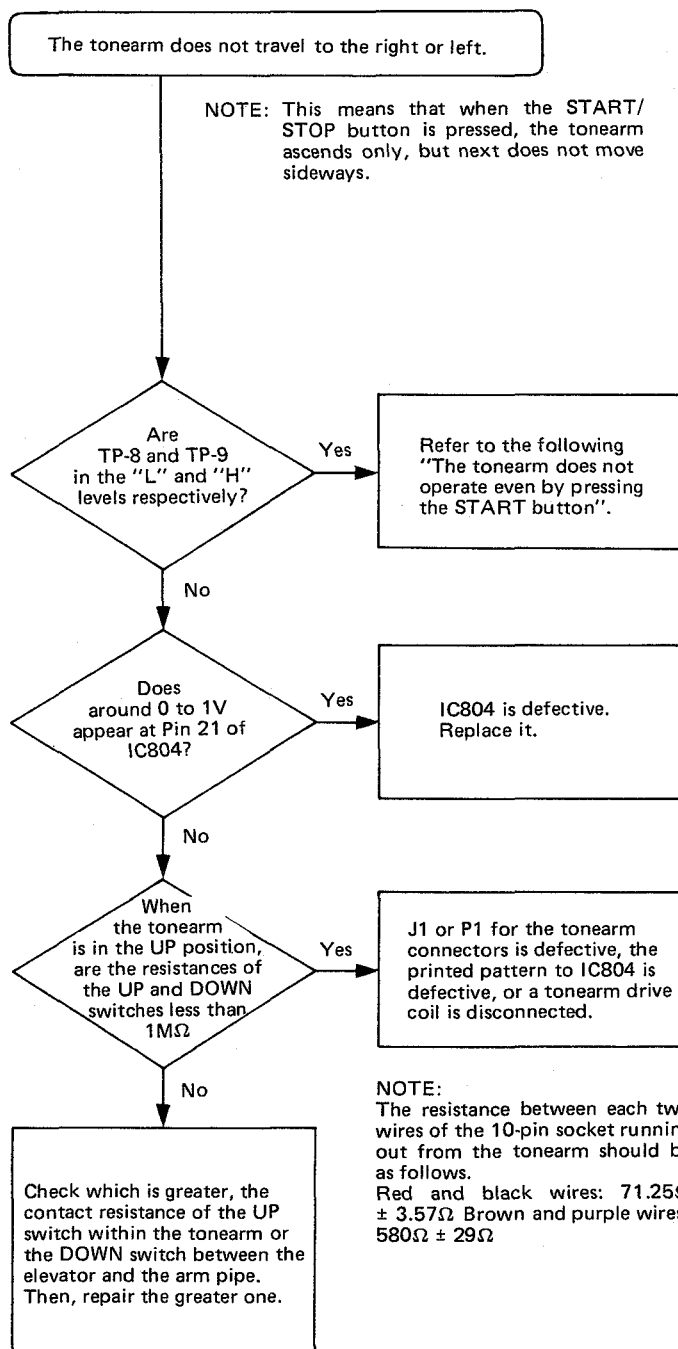 The tonearm does not travel to the right or left.
NOTE: This means that when the START/
STOP button is pressed, the tonearm
ascends only, but next does not move
sideways.
Are
TP-8 and TP-9
in the "L" and "H"
levels respectively?
Yes
Refer to the following
"The tonearm does not
operate even by pressing
the START button".
No
Does
around 0 to 1V
appear at Pin 21 of
IC804?
Yes
IC804 is defective.
Replace it.
No
When
the tonearm
is in the UP position,
are the resistances of
the UP and DOWN
switches less than
1MΩ
Yes
J1 or P1 for the tonearm
connectors is defective, the
printed pattern to IC804 is
defective, or a tonearm drive
coil is disconnected.
No
Check which is greater, the
contact resistance of the UP
switch within the tonearm or
the DOWN switch between the
elevator and the arm pipe.
Then, repair the greater one.
NOTE:
The resistance between each tw
wires of the 10-pin socket runnin
out from the tonearm should b
as follows.
Red and black wires: 71.25
± 3.57Ω Brown and purple wires
580Ω ± 29Ω